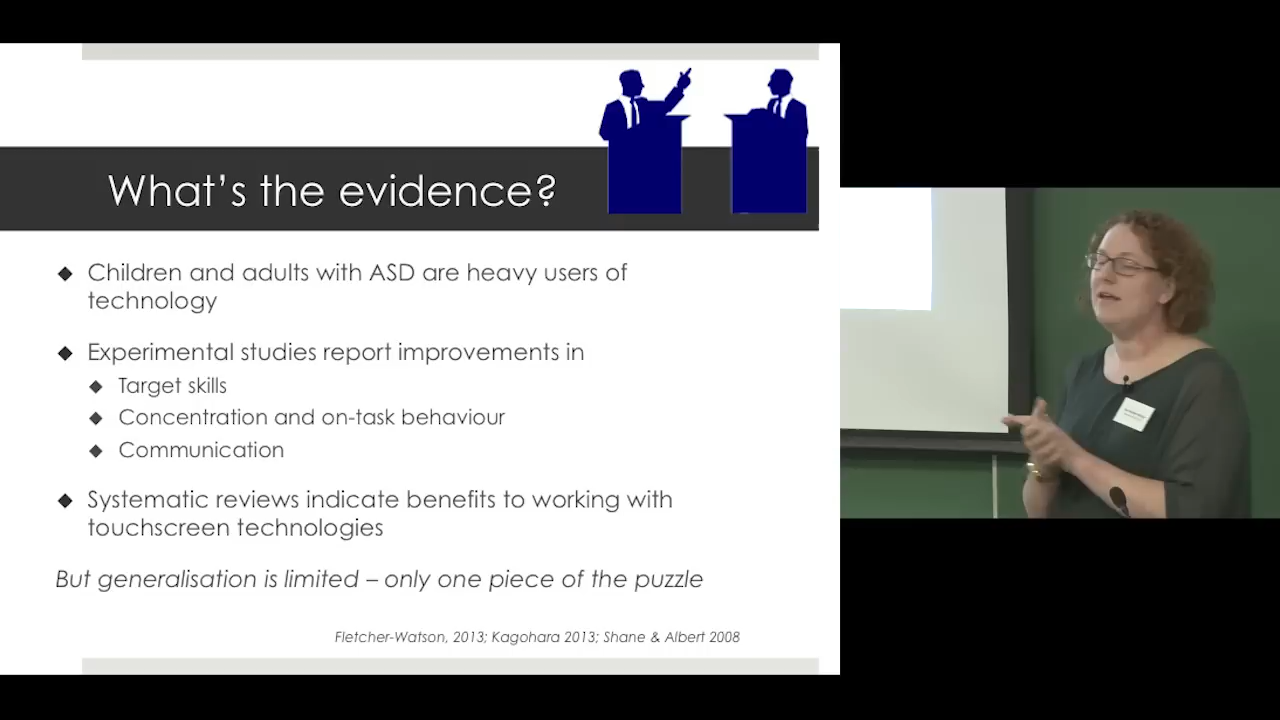 What's the evidence?
◆ Children and adults with ASD are heavy users of
technology
◆ Experimental studies report improvements in
◆ Target skills
◆ Concentration and on-task behaviour
◆ Communication
◆ Systematic reviews indicate benefits to working with
touchscreen technologies
But generalisation is limited – only one piece of the puzzle
Fletcher-Watson, 2013; Kagohara 2013; Shane & Albert 2008